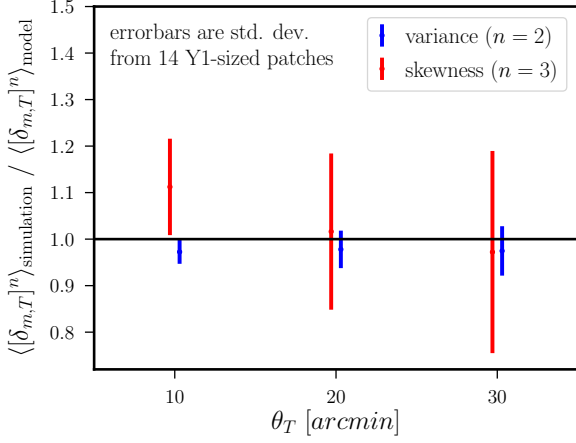 errorbars are std. dev.
from 14 Y1-sized patches
variance (n = 2)
skewness (n = 3)
⟨[δ_{m,T}]^n⟩_simulation / ⟨[δ_{m,T}]^n⟩_model
1.5
1.4
1.3
1.2
1.1
1.0
0.9
0.8
10
20
30
θ_T [arcmin]